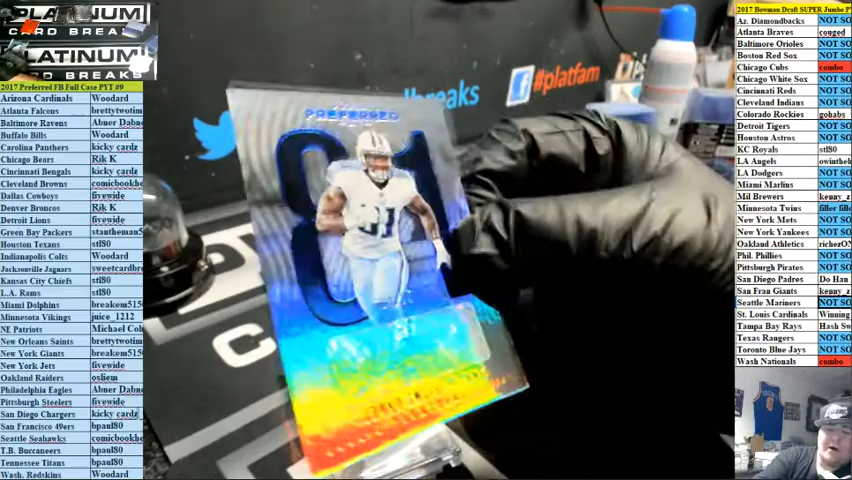 PLATINUM
CARD BREAKS
PLATINUM
CARD BREAKS
2017 Preferred FB Full Case PYT #9
Arizona Cardinals Woodard
Atlanta Falcons brettytwotim
Baltimore Ravens Abner Dabne
Buffalo Bills Woodard
Carolina Panthers kicky cardz
Chicago Bears Rik K
Cincinnati Bengals kicky cardz
Cleveland Browns comicbookhe
Dallas Cowboys fivewide
Denver Broncos Rik K
Detroit Lions fivewide
Green Bay Packers stantheman5
Houston Texans stl80
Indianapolis Colts Woodard
Jacksonville Jaguars sweetcardbre
Kansas City Chiefs stl80
L.A. Rams stl80
Miami Dolphins breakem515
Minnesota Vikings juice_1212
NE Patriots Michael Coh
New Orleans Saints brettytwotim
New York Giants breakem515
New York Jets fivewide
Oakland Raiders osliem
Philadelphia Eagles Abner Dabne
Pittsburgh Steelers fivewide
San Diego Chargers kicky cardz
San Francisco 49ers bpaul80
Seattle Seahawks comicbookhe
T.B. Buccaneers bpaul80
Tennessee Titans bpaul80
Wash. Redskins Woodard
#platfam
breaks
PREFERRED
31
C
2017 Bowman Draft SUPER Jumbo PY
Az. Diamondbacks NOT SO
Atlanta Braves couged
Baltimore Orioles NOT SO
Boston Red Sox NOT SO
Chicago Cubs combo
Chicago White Sox NOT SO
Cincinnati Reds NOT SO
Cleveland Indians NOT SO
Colorado Rockies gohabs
Detroit Tigers NOT SO
Houston Astros NOT SO
KC Royals stl80
LA Angels owinteh
LA Dodgers NOT SO
Miami Marlins NOT SO
Mil Brewers kenny_z
Minnesota Twins filler fille
New York Mets NOT SO
New York Yankees NOT SO
Oakland Athletics richerON
Phil. Phillies NOT SO
Pittsburgh Pirates NOT SO
San Diego Padres Do Han
San Fran Giants kenny_z
Seattle Mariners NOT SO
St. Louis Cardinals Winning
Tampa Bay Rays Hash Sw
Texas Rangers NOT SO
Toronto Blue Jays NOT SO
Wash Nationals combo